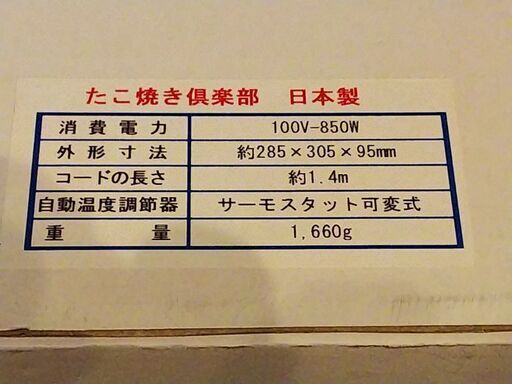 たこ焼き倶楽部 日本製
消費電力 100V-850W
外形寸法 約285×305×95mm
コードの長さ 約1.4m
自動温度調節器 サーモスタット可変式
重量 1,660g